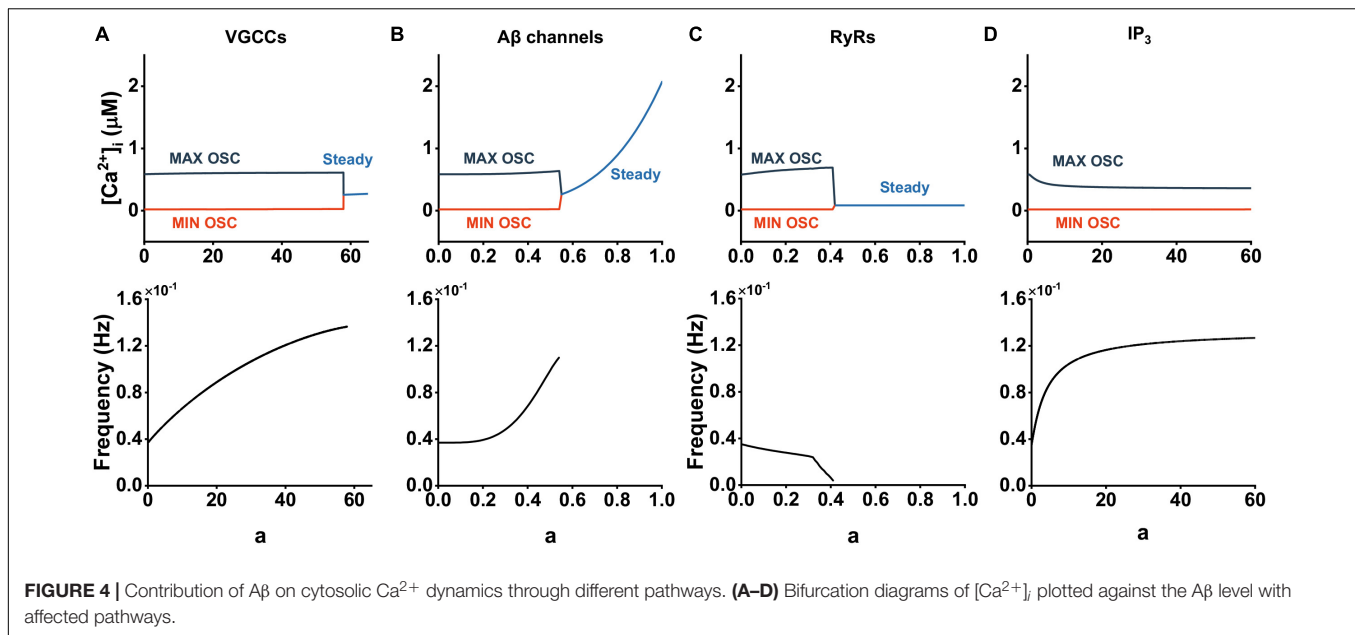 A VGCCs B Aβ channels C RyRs D IP₃
[Ca²⁺]ᵢ (μM)
2
1
0
MAX OSC
Steady
MIN OSC
0 20 40 60
2
1
0
MAX OSC
Steady
MIN OSC
0 0.2 0.4 0.6 0.8 1.0
2
1
0
MAX OSC
Steady
MIN OSC
0 0.2 0.4 0.6 0.8 1.0
2
1
0
MAX OSC
MIN OSC
0 20 40 60
Frequency (Hz)
×10⁻¹
1.6
1.2
0.8
0.4
0.0
0 20 40 60
a
×10⁻¹
1.6
1.2
0.8
0.4
0.0
0 0.2 0.4 0.6 0.8 1.0
a
Frequency (Hz)
×10⁻¹
1.6
1.2
0.8
0.4
0.0
0.0 0.2 0.4 0.6 0.8 1.0
a
×10⁻¹
1.6
1.2
0.8
0.4
0.0
0 20 40 60
a
FIGURE 4 | Contribution of Aβ on cytosolic Ca²⁺ dynamics through different pathways. (A–D) Bifurcation diagrams of [Ca²⁺]ᵢ plotted against the Aβ level with
affected pathways.